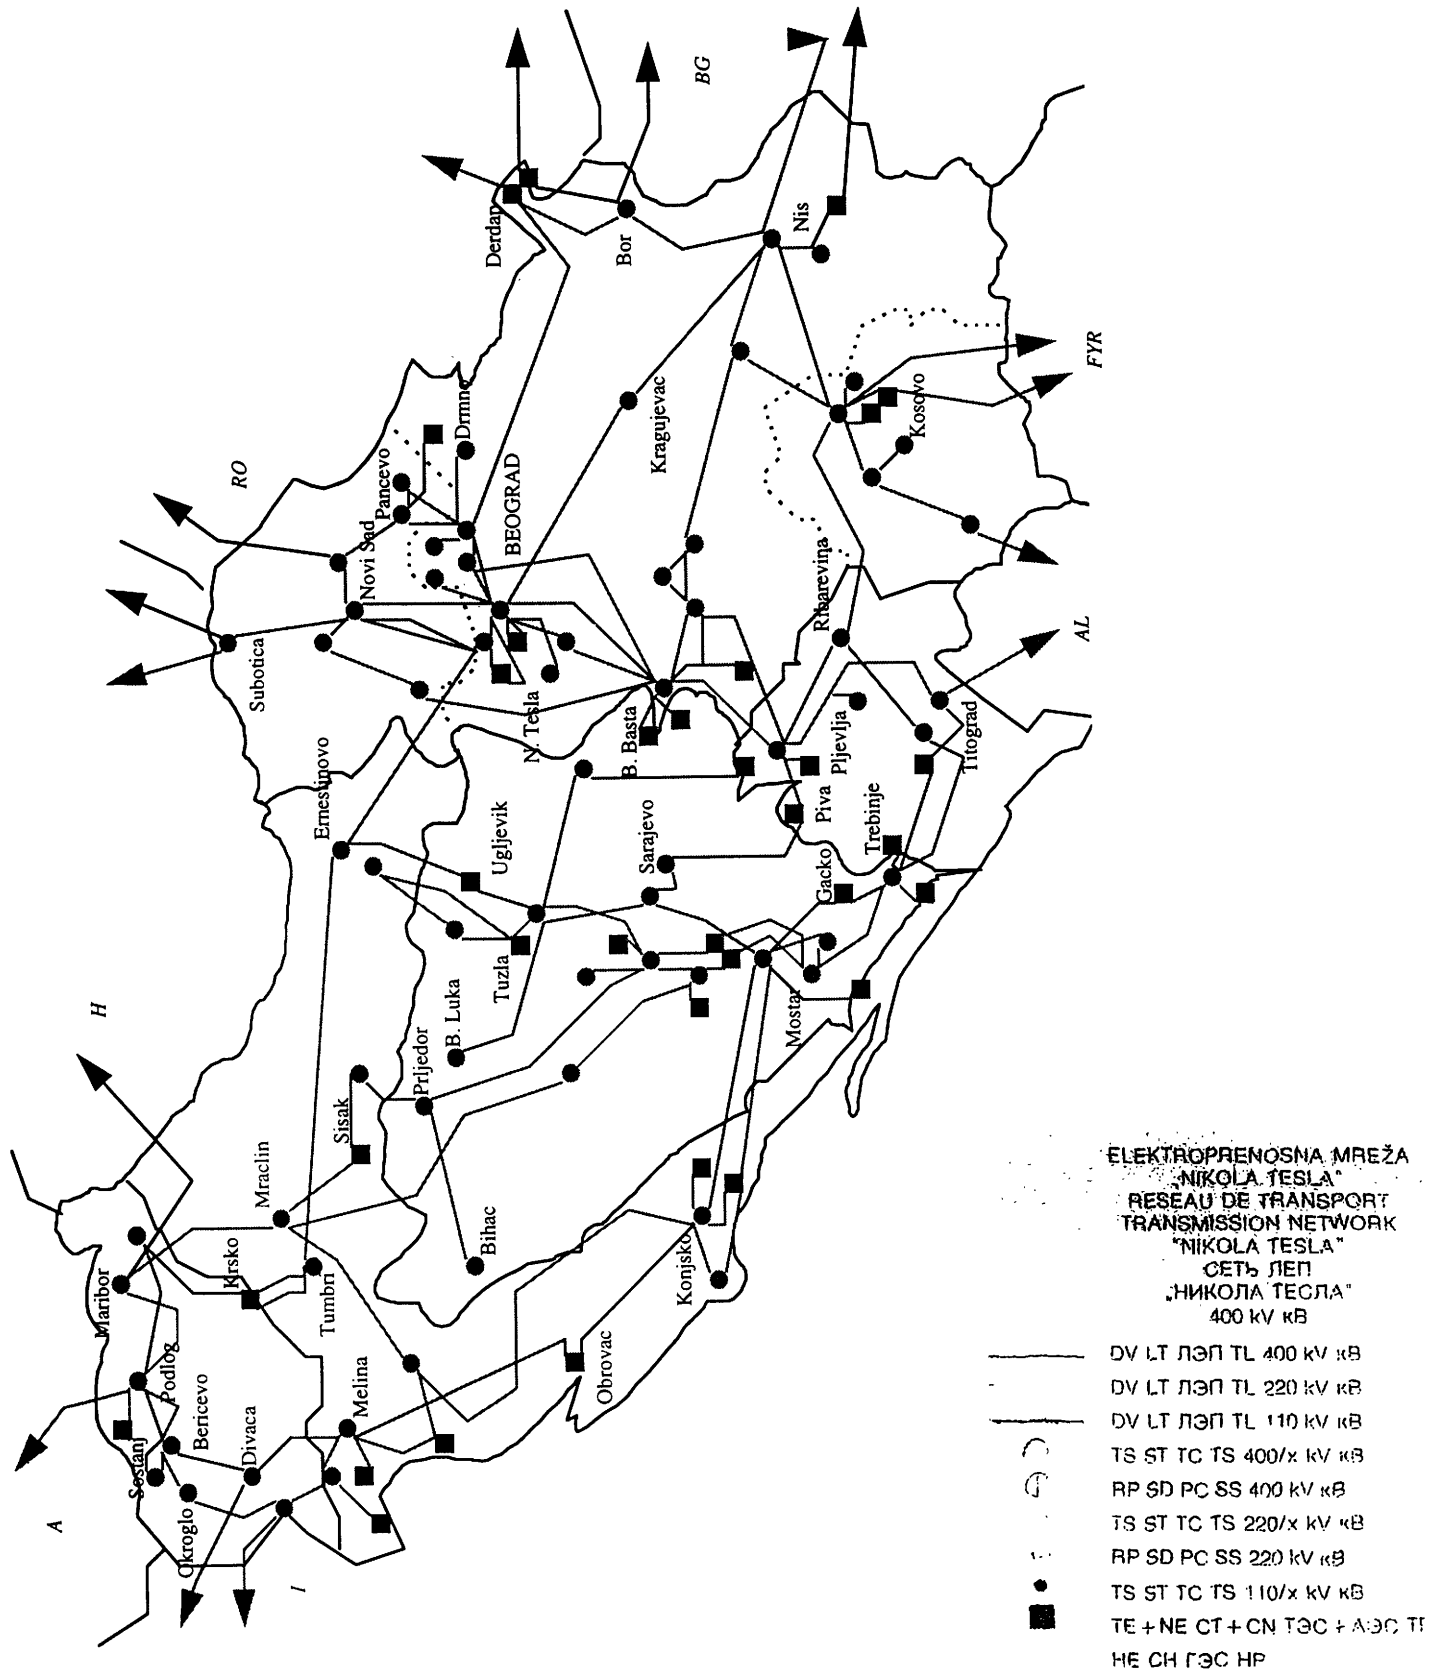 BG
Derdap
Bor
Nis
FYR
Kosovo
Kragujevac
Drmno
Pancevo
RO
BEOGRAD
Novi Sad
Ribarevina
AL
Subotica
N. Tesla
B. Basta
Pljevlja
Titograd
Ernestinovo
Ugljevik
Sarajevo
Piva
Trebinje
Gacko
Tuzla
B. Luka
Mostar
H
Prljedor
Sisak
Mraclin
Bihac
Krsko
Konjsko
Maribor
Tumbri
Podlog
Obrovac
Bericevo
Melina
Divaca
Sostanj
A
Okroglo
I
ELEKTROPRENOSNA MREŽA
„NIKOLA TESLA"
RESEAU DE TRANSPORT
TRANSMISSION NETWORK
"NIKOLA TESLA"
СЕТЬ ЛЕП
„НИКОЛА ТЕСЛА"
400 kV кВ
DV LT ЛЭП TL 400 kV кВ
DV LT ЛЭП TL 220 kV кВ
DV LT ЛЭП TL 110 kV кВ
TS ST TC TS 400/x kV кВ
RP SD PC SS 400 kV кВ
TS ST TC TS 220/x kV кВ
RP SD PC SS 220 kV кВ
TS ST TC TS 110/x kV кВ
TE + NE CT + CN ТЭС + АЭС
HE CH ГЭС HP